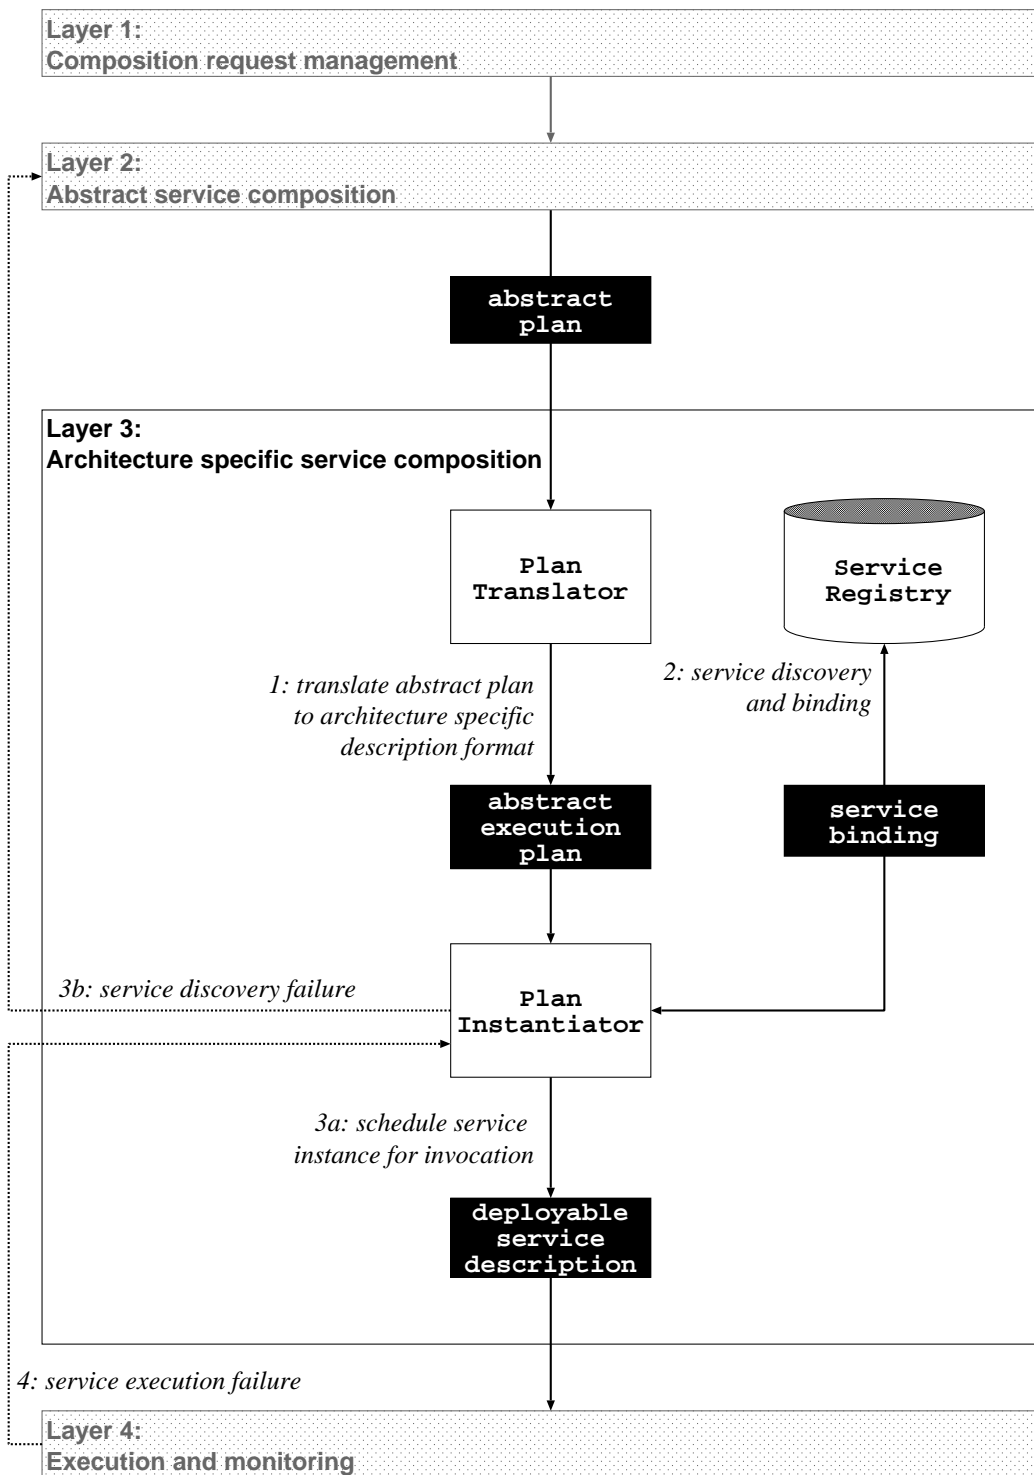 Layer 1:
Composition request management
Layer 2:
Abstract service composition
abstract
plan
Layer 3:
Architecture specific service composition
Plan
Translator
Service
Registry
1: translate abstract plan
to architecture specific
description format
2: service discovery
and binding
abstract
execution
plan
service
binding
3b: service discovery failure
Plan
Instantiator
3a: schedule service
instance for invocation
deployable
service
description
4: service execution failure
Layer 4:
Execution and monitoring